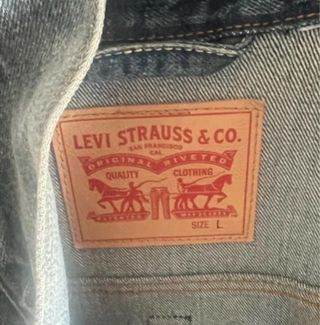 LEVI STRAUSS & CO.
SAN FRANCISCO
CAL.
ORIGINAL RIVETED
QUALITY CLOTHING
SIZE L